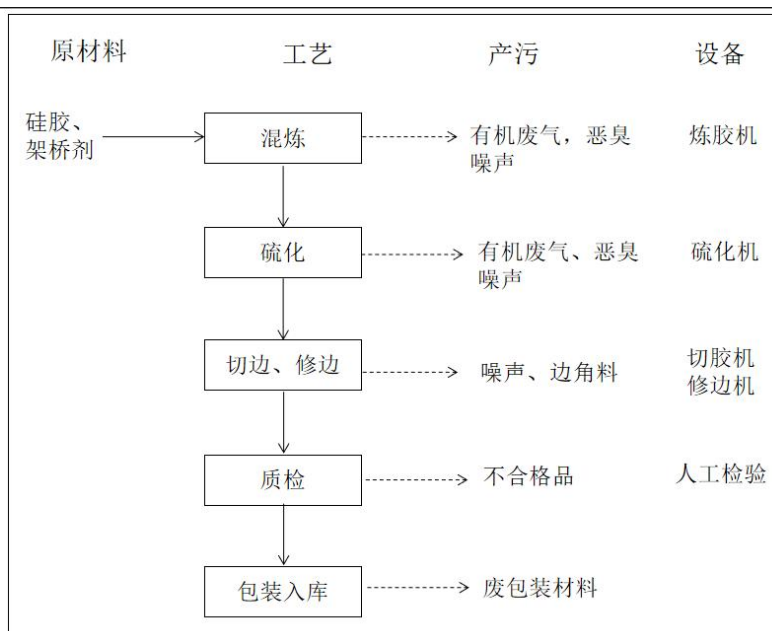 原材料 工艺 产污 设备
硅胶、
架桥剂
混炼
有机废气，恶臭
噪声
炼胶机
硫化
有机废气、恶臭
噪声
硫化机
切边、修边
噪声、边角料
切胶机
修边机
质检
不合格品
人工检验
包装入库
废包装材料